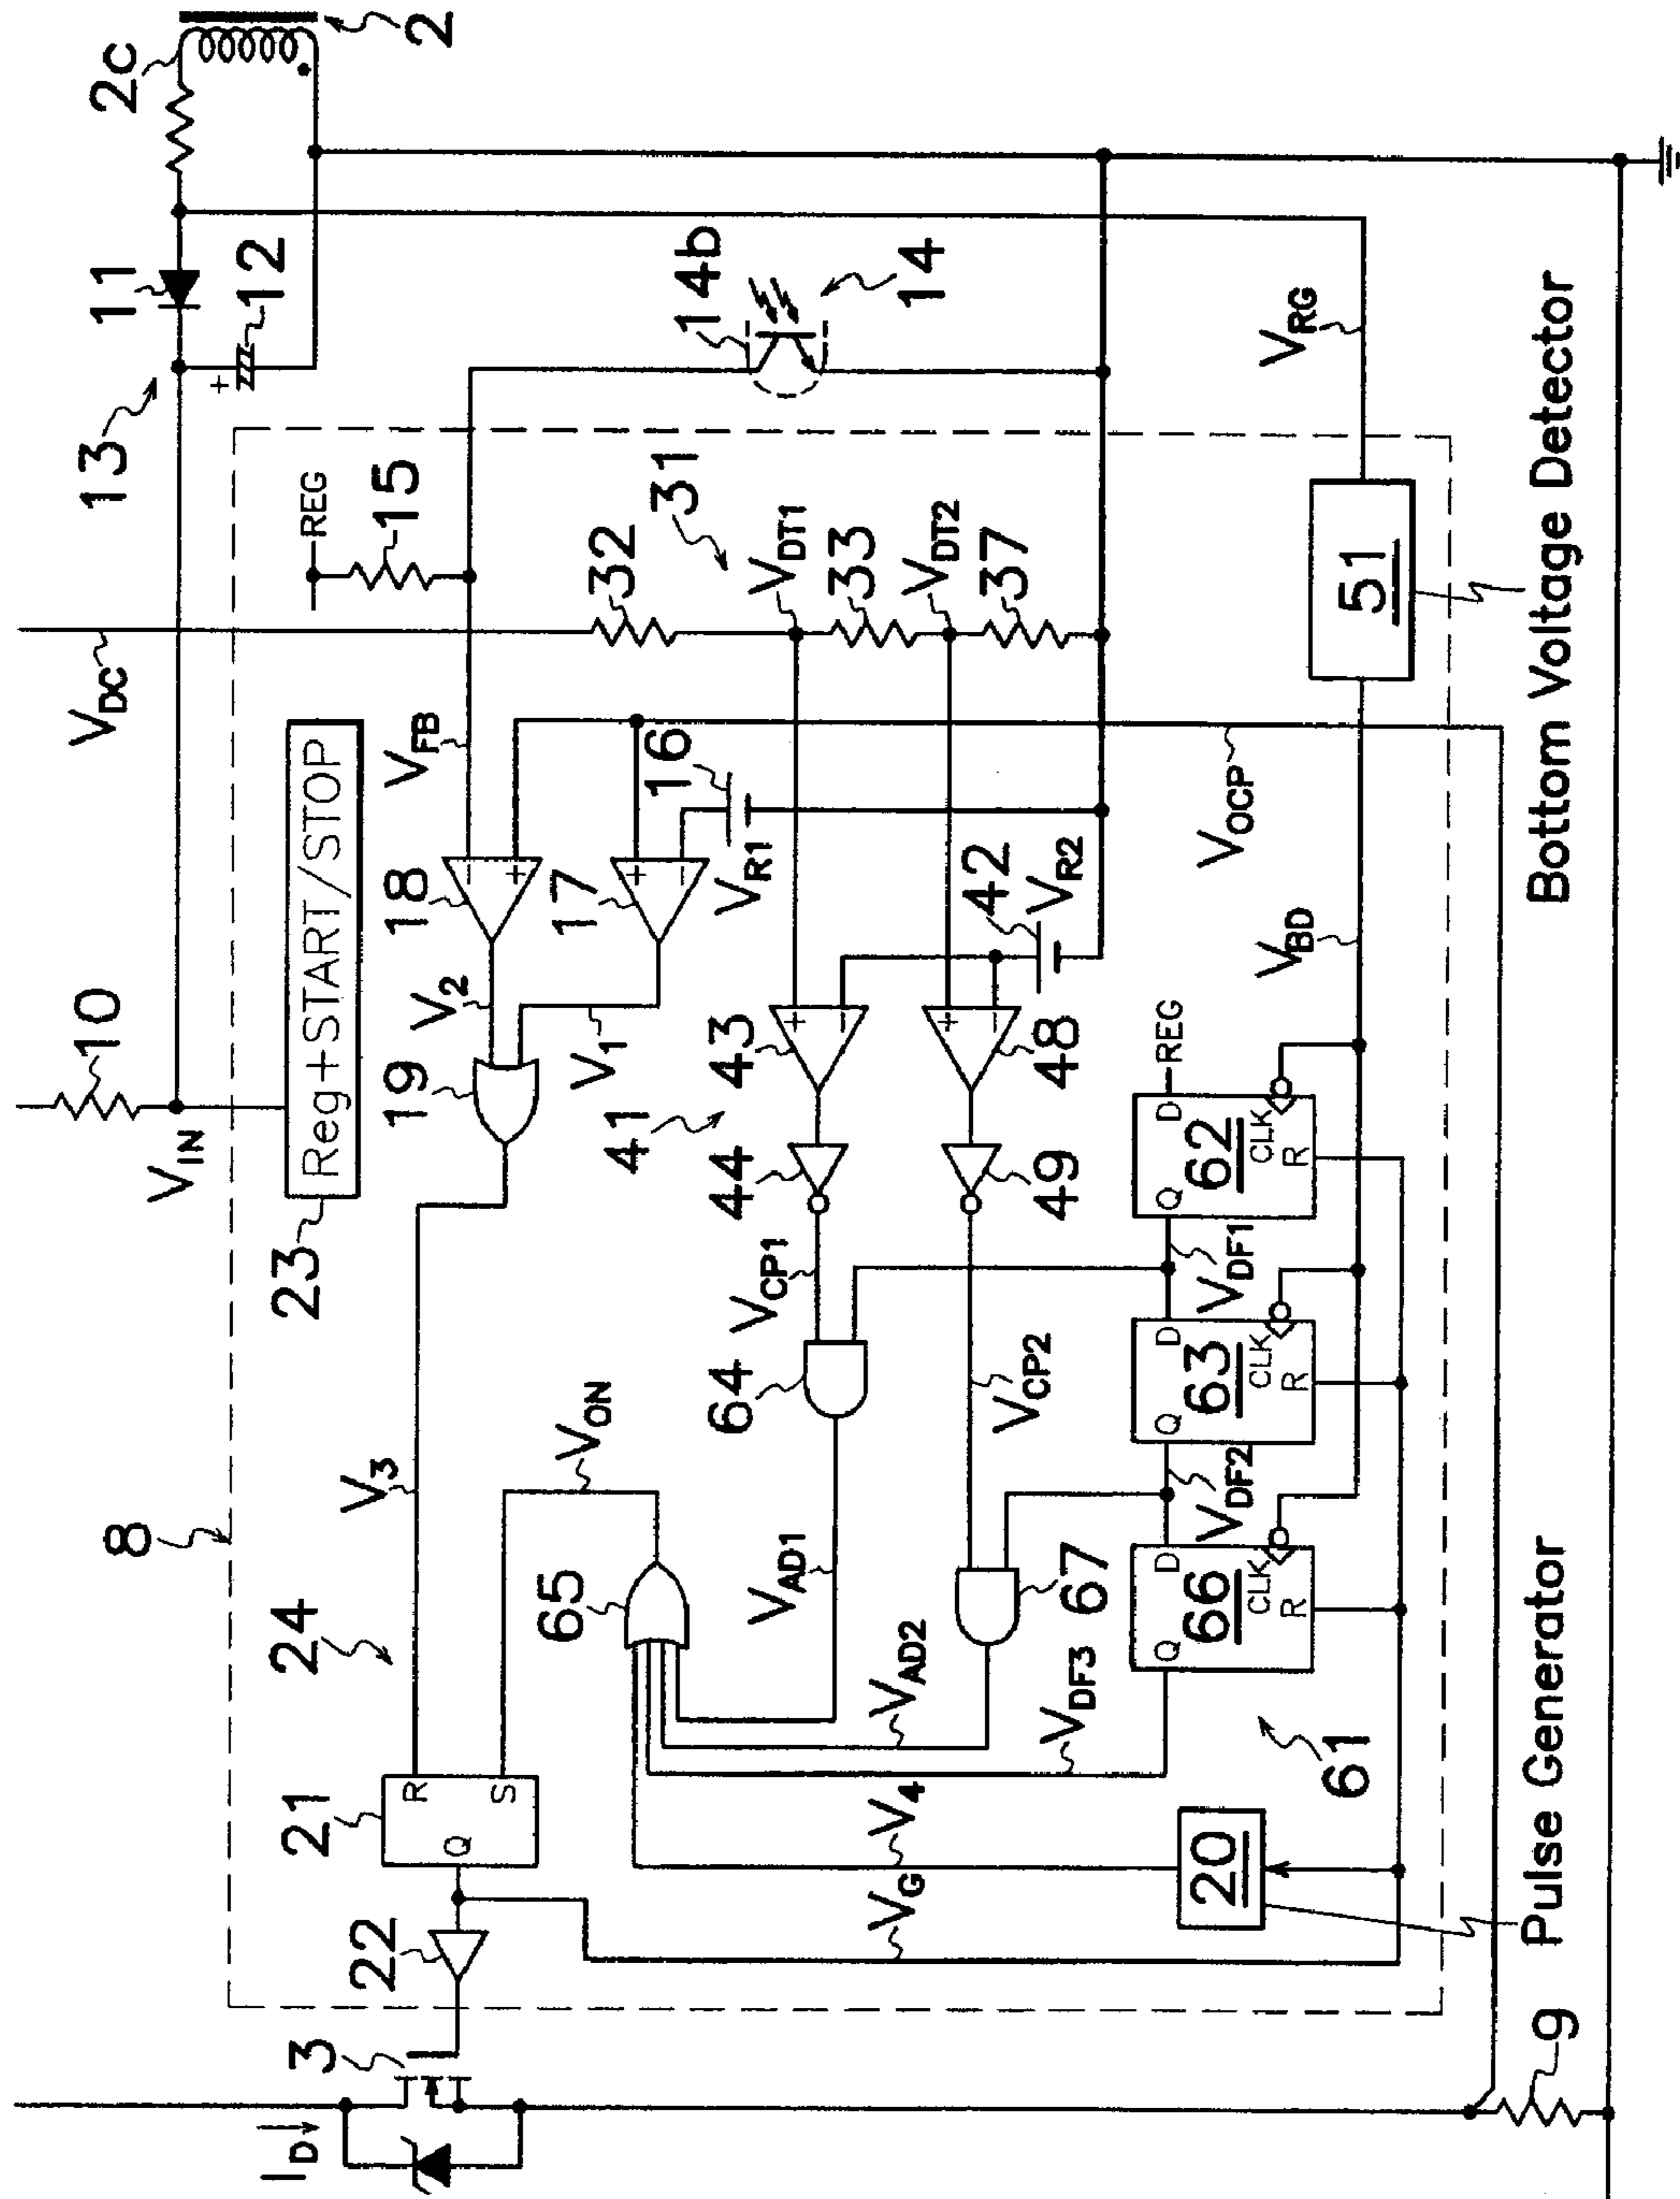 2
2c
11
12
13
REG
15
14b
14
V_RG
V_DC
32
31
V_DT1
33
V_DT2
37
51
Bottom Voltage Detector
10
V_IN
Reg+START/STOP
23
V_FB
18
-
+
17
+
-
16
V_R1
42
V_R2
V_OCP
V_BD
V_2
V_1
19
43
+
-
48
+
-
41
44
49
REG
D
62
CLK
Q
R
V_DF1
D
63
CLK
Q
R
V_DF2
D
66
CLK
Q
R
V_CP1
V_CP2
64
67
V_3
V_ON
8
24
65
V_AD1
V_AD2
V_DF3
61
21
R
S
Q
22
V_4
V_G
20
Pulse Generator
3
I_D
9
+